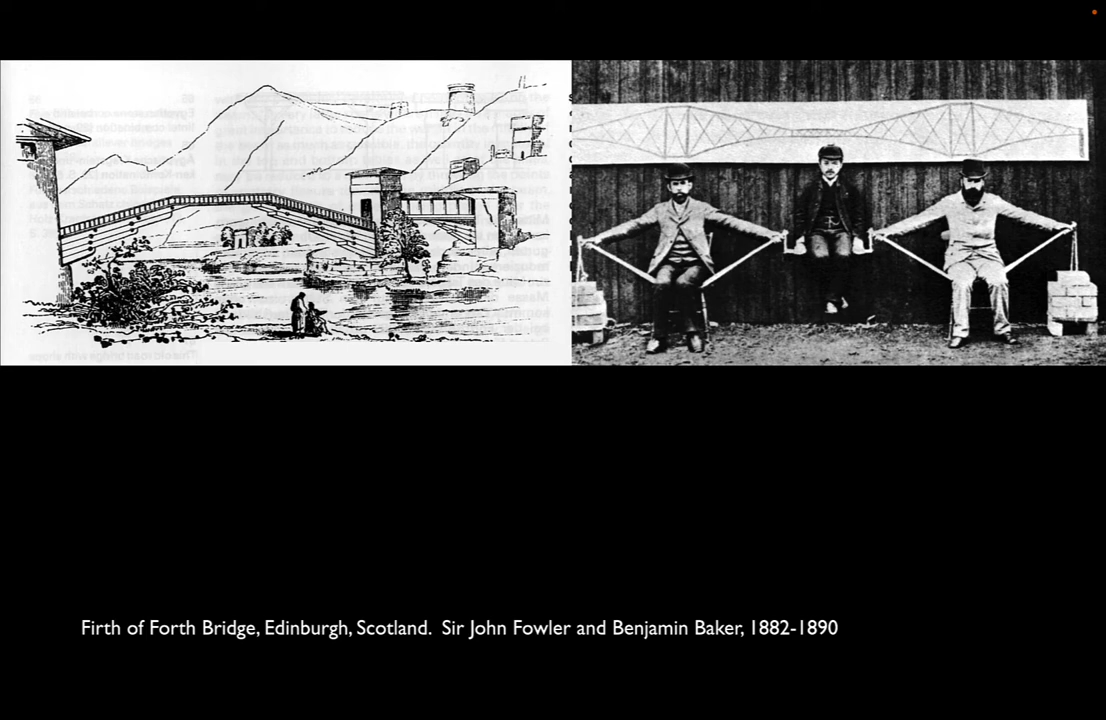 Firth of Forth Bridge, Edinburgh, Scotland.  Sir John Fowler and Benjamin Baker, 1882-1890